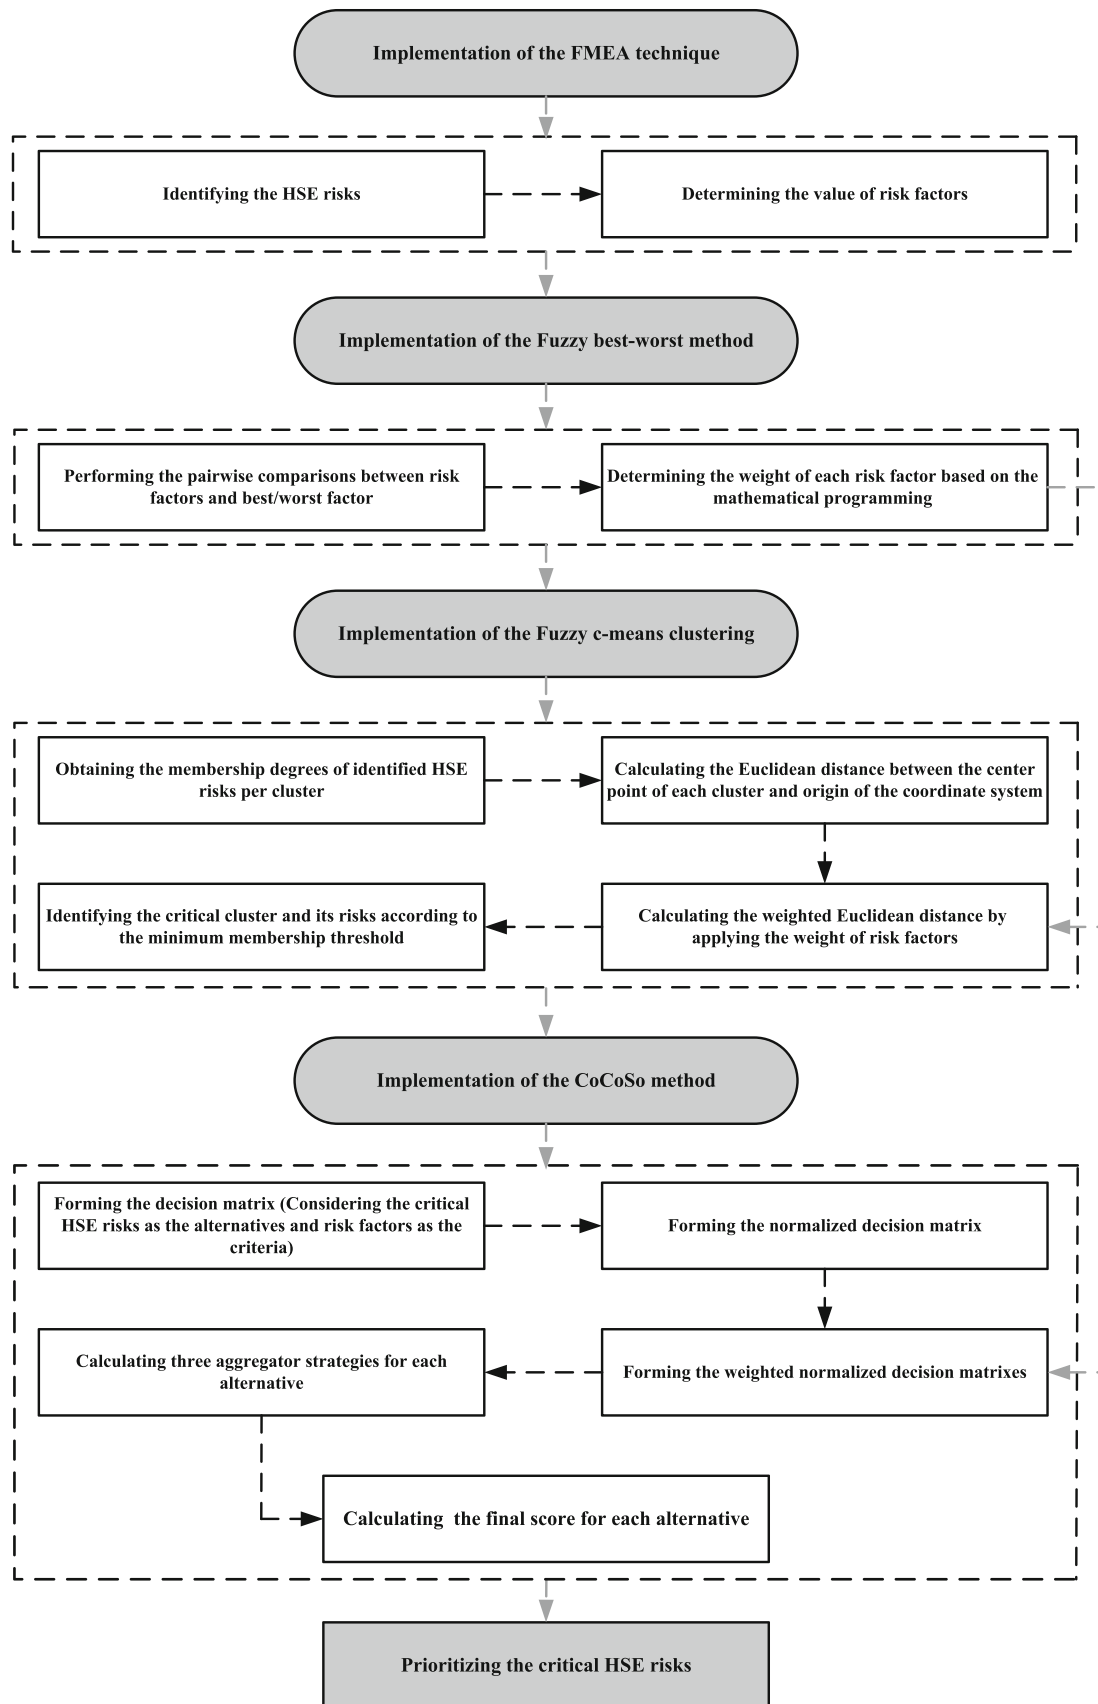 Implementation of the FMEA technique
Identifying the HSE risks
Determining the value of risk factors
Implementation of the Fuzzy best-worst method
Performing the pairwise comparisons between risk
factors and best/worst factor
Determining the weight of each risk factor based on the
mathematical programming
Implementation of the Fuzzy c-means clustering
Obtaining the membership degrees of identified HSE
risks per cluster
Calculating the Euclidean distance between the center
point of each cluster and origin of the coordinate system
Identifying the critical cluster and its risks according to
the minimum membership threshold
Calculating the weighted Euclidean distance by
applying the weight of risk factors
Implementation of the CoCoSo method
Forming the decision matrix (Considering the critical
HSE risks as the alternatives and risk factors as the
criteria)
Forming the normalized decision matrix
Calculating three aggregator strategies for each
alternative
Forming the weighted normalized decision matrixes
Calculating the final score for each alternative
Prioritizing the critical HSE risks